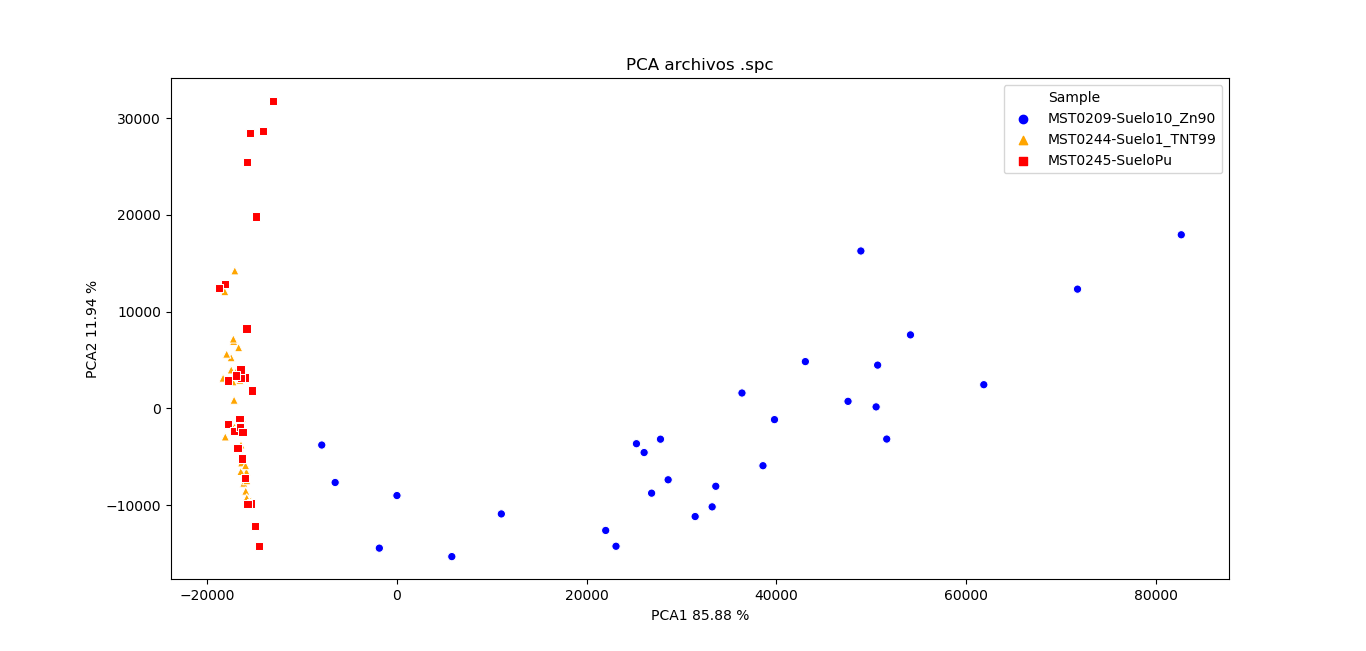 PCA archivos .spc
Sample
MST0209-Suelo10_Zn90
MST0244-Suelo1_TNT99
MST0245-SueloPu
30000
20000
10000
0
−10000
PCA2 11.94 %
−20000
0
20000
40000
60000
80000
PCA1 85.88 %